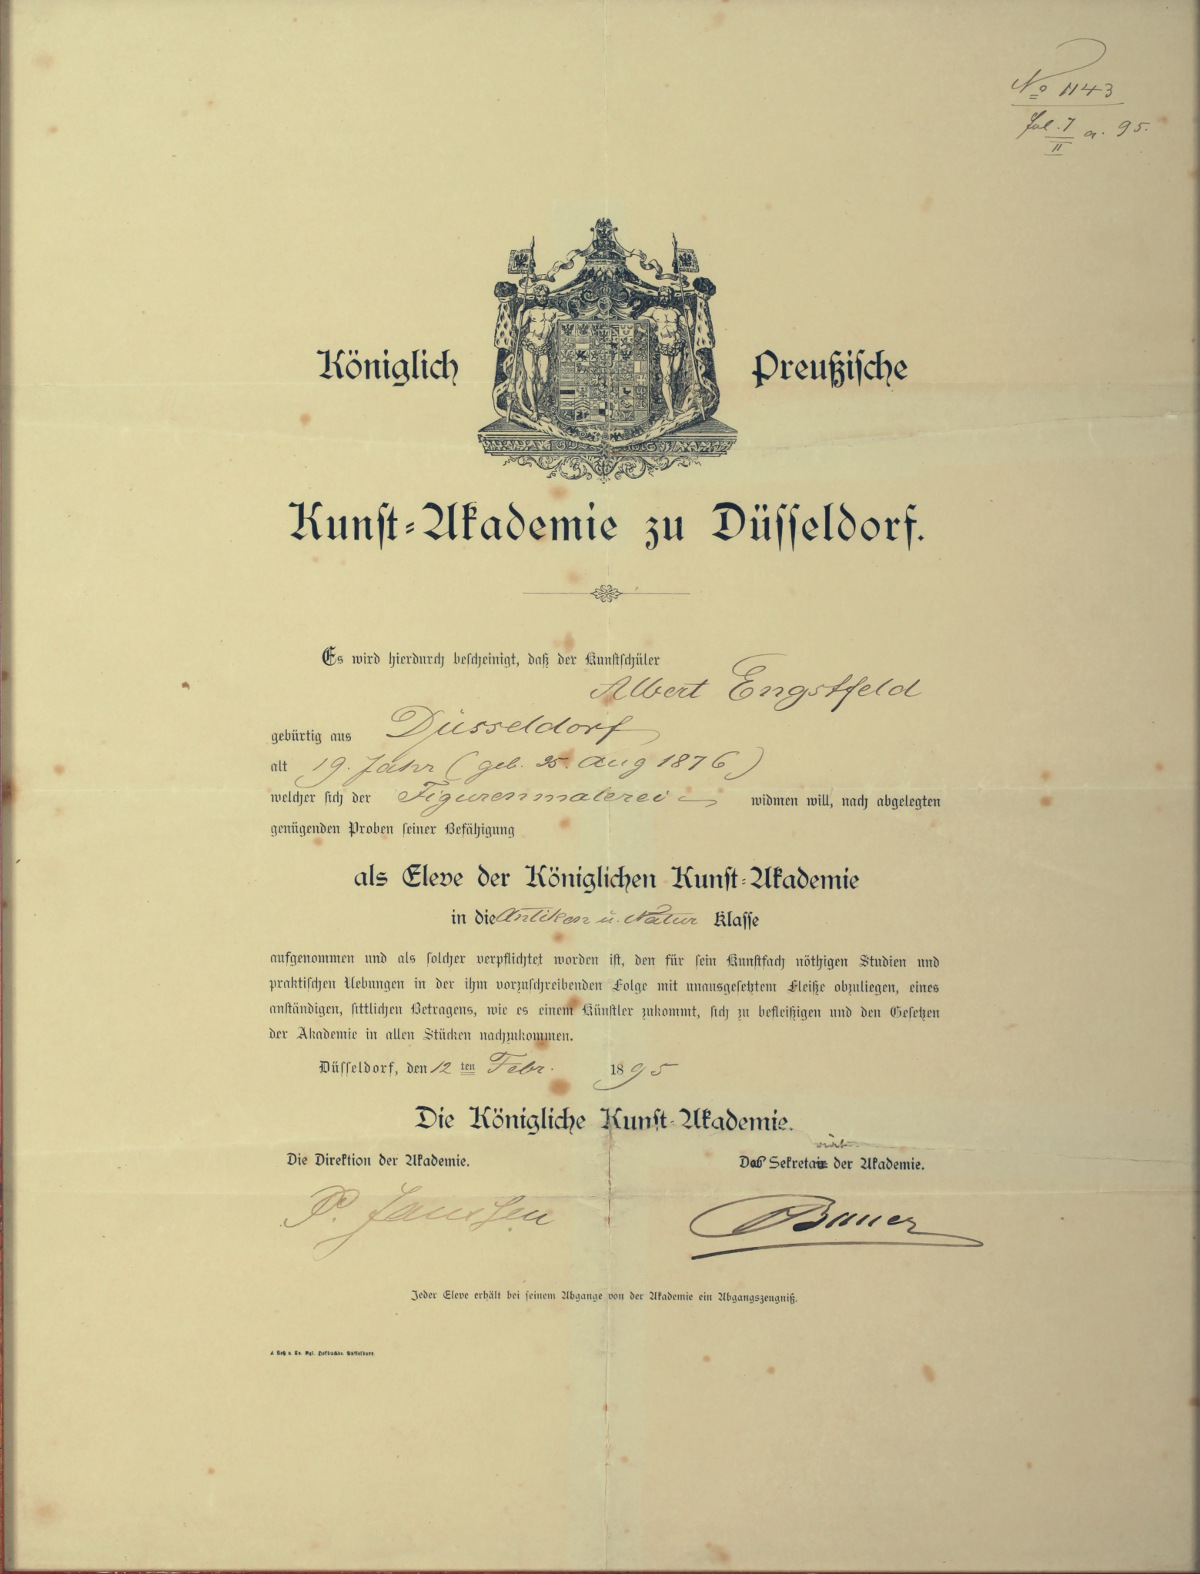 No 1143
fol. 7/II a. 95.
Königlich Preußische
Kunst-Akademie zu Düsseldorf.
Es wird hierdurch bescheinigt, daß der Kunstschüler
Albert Engstfeld
gebürtig aus Düsseldorf
alt 19. Jahr (geb. 25. Aug 1876)
welcher sich der Figurenmalerei widmen will, nach abgelegten
genügenden Proben seiner Befähigung
als Eleve der Königlichen Kunst-Akademie
in die Antiken u. Natur Klasse
aufgenommen und als solcher verpflichtet worden ist, den für sein Kunstfach nöthigen Studien und
praktischen Uebungen in der ihm vorzuschreibenden Folge mit unausgesetztem Fleiße obzuliegen, eines
anständigen, sittlichen Betragens, wie es einem Künstler zukommt, sich zu befleißigen und den Gesetzen
der Akademie in allen Stücken nachzukommen.
Düsseldorf, den 12 ten Febr. 1895
Die Königliche Kunst-Akademie.
Die Direktion der Akademie. Das Sekretariat der Akademie.
P. Janssen Bauer
Jeder Eleve erhält bei seinem Abgange von der Akademie ein Abgangszeugniß.